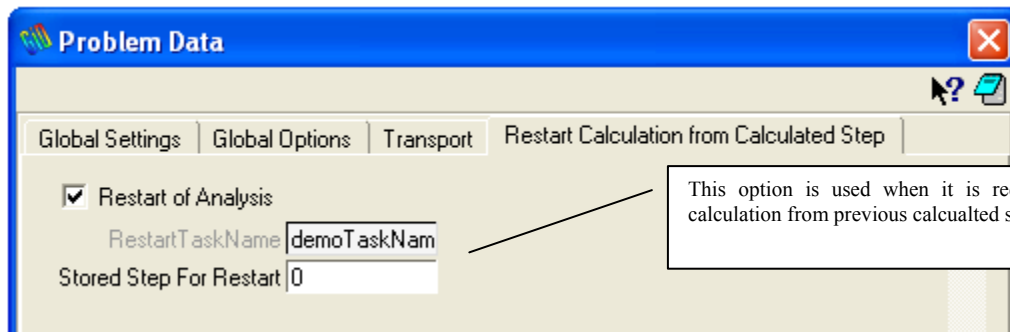 Problem Data
Global Settings Global Options Transport Restart Calculation from Calculated Step
Restart of Analysis
This option is used when it is
calculation from previous calcualted
RestartTaskName demoTaskNam
Stored Step For Restart 0